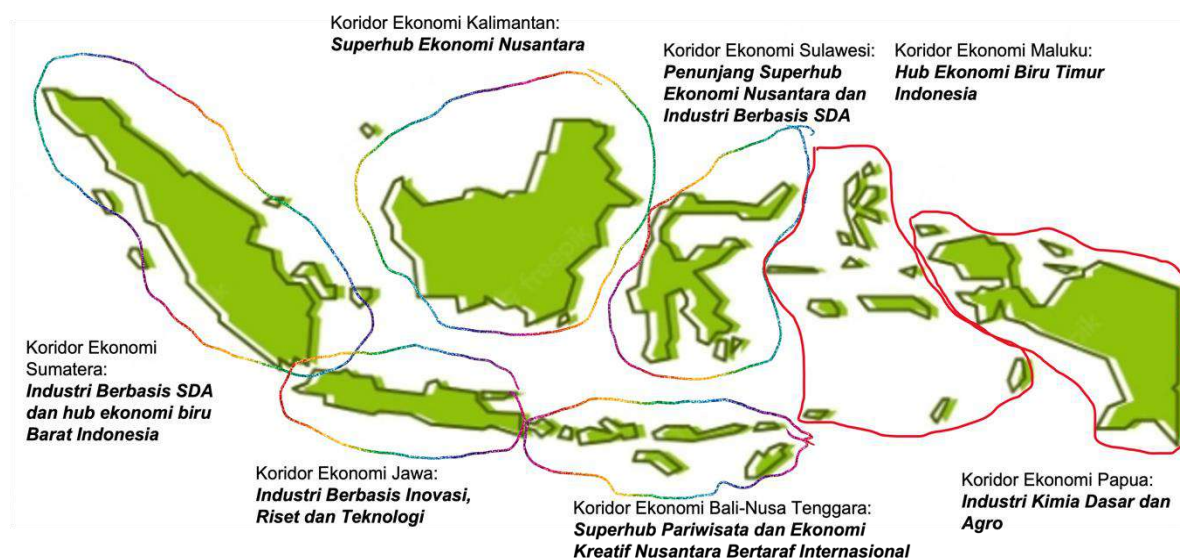 Koridor Ekonomi Kalimantan:
Superhub Ekonomi Nusantara
Koridor Ekonomi Sulawesi:
Penunjang Superhub
Ekonomi Nusantara dan
Industri Berbasis SDA
Koridor Ekonomi Maluku:
Hub Ekonomi Biru Timur
Indonesia
Koridor Ekonomi
Sumatera:
Industri Berbasis SDA
dan hub ekonomi biru
Barat Indonesia
Koridor Ekonomi Jawa:
Industri Berbasis Inovasi,
Riset dan Teknologi
Koridor Ekonomi Bali-Nusa Tenggara:
Superhub Pariwisata dan Ekonomi
Kreatif Nusantara Bertaraf Internasional
Koridor Ekonomi Papua:
Industri Kimia Dasar dan
Agro